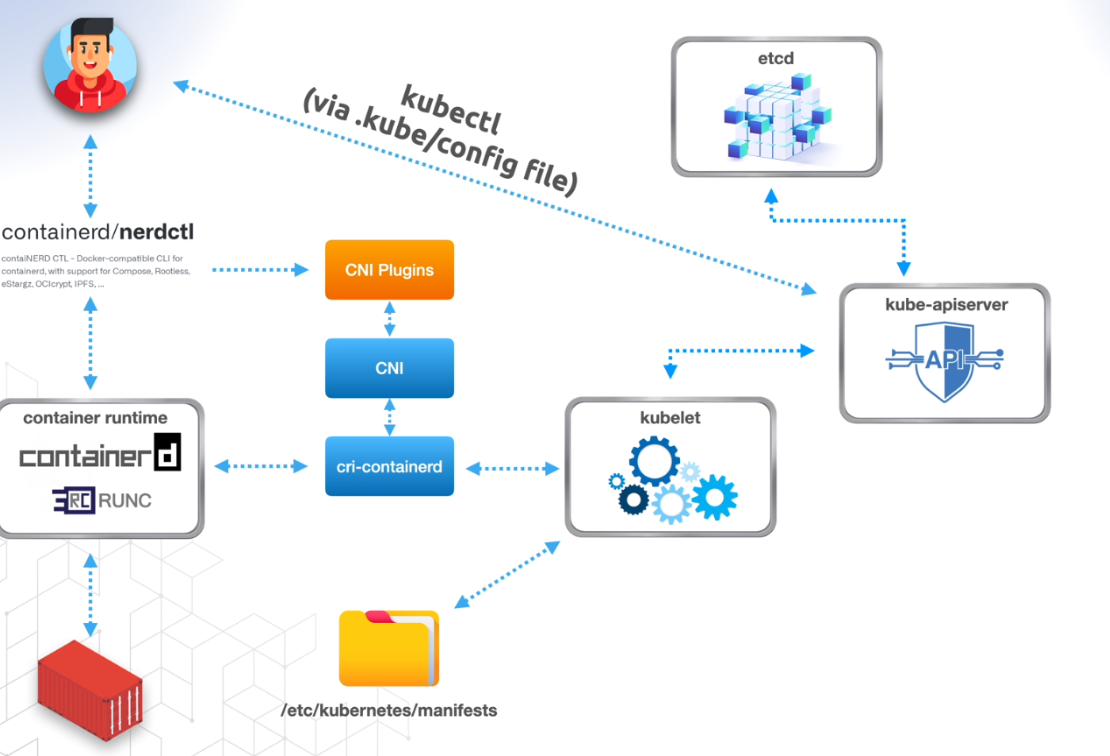 kubectl
(via .kube/config file)
etcd
containerd/nerdctl
contaiNERD CTL - Docker-compatible CLI for
containerd, with support for Compose, Rootless,
eStargz, OCIcrypt, IPFS, ...
CNI Plugins
kube-apiserver
API
CNI
container runtime
containerd
RC RUNC
cri-containerd
kubelet
/etc/kubernetes/manifests